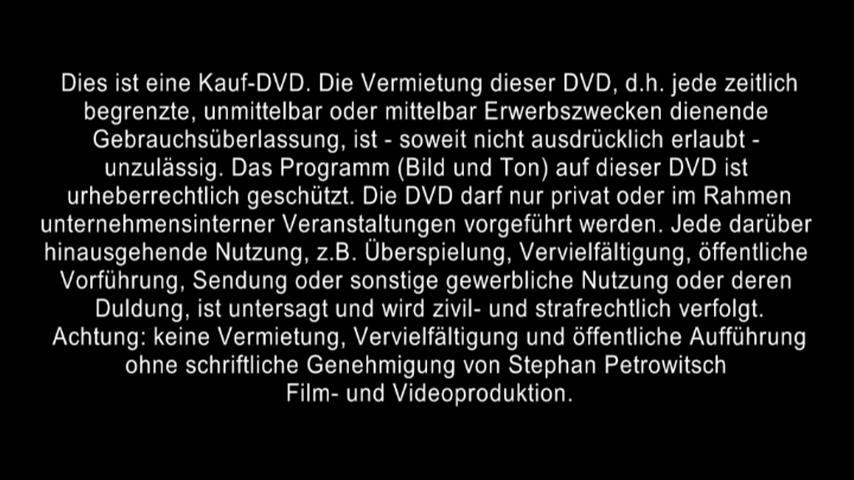 Dies ist eine Kauf-DVD. Die Vermietung dieser DVD, d.h. jede zeitlich
begrenzte, unmittelbar oder mittelbar Erwerbszwecken dienende
Gebrauchsüberlassung, ist - soweit nicht ausdrücklich erlaubt -
unzulässig. Das Programm (Bild und Ton) auf dieser DVD ist
urheberrechtlich geschützt. Die DVD darf nur privat oder im Rahmen
unternehmensinterner Veranstaltungen vorgeführt werden. Jede darüber
hinausgehende Nutzung, z.B. Überspielung, Vervielfältigung, öffentliche
Vorführung, Sendung oder sonstige gewerbliche Nutzung oder deren
Duldung, ist untersagt und wird zivil- und strafrechtlich verfolgt.
Achtung: keine Vermietung, Vervielfältigung und öffentliche Aufführung
ohne schriftliche Genehmigung von Stephan Petrowitsch
Film- und Videoproduktion.